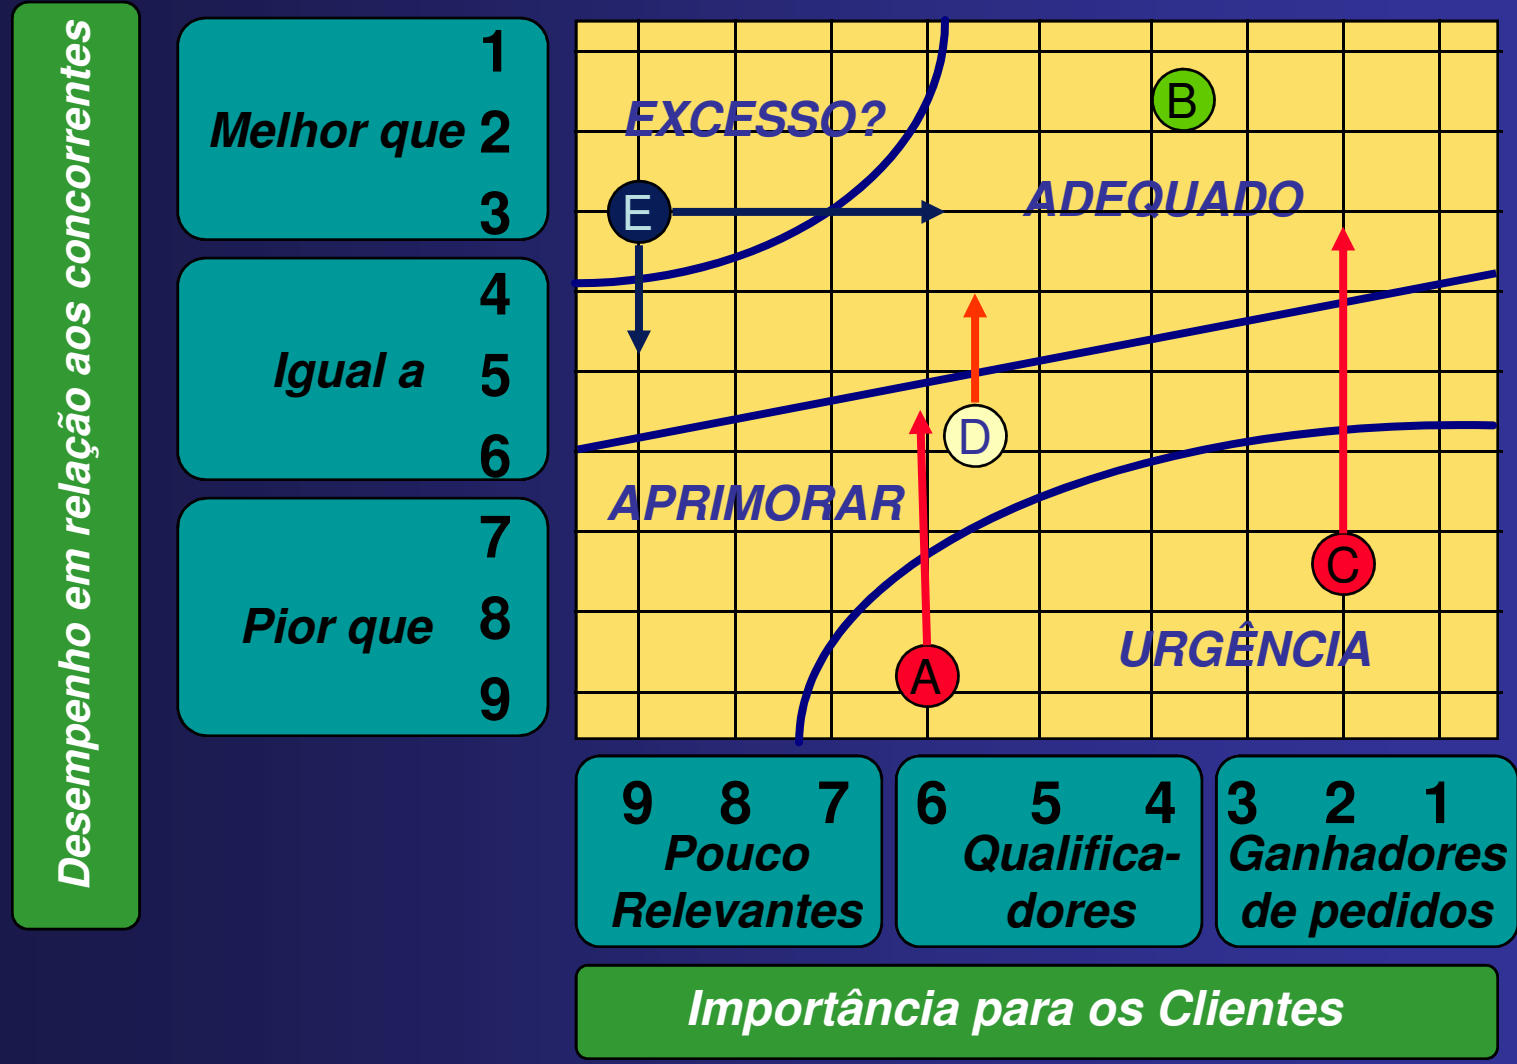 Desempenho em relação aos concorrentes
1
Melhor que 2
3
4
Igual a 5
6
7
Pior que 8
9
EXCESSO?
B
E
ADEQUADO
D
APRIMORAR
C
URGÊNCIA
A
9 8 7
Pouco
Relevantes
6 5 4
Qualifica-
dores
3 2 1
Ganhadores
de pedidos
Importância para os Clientes